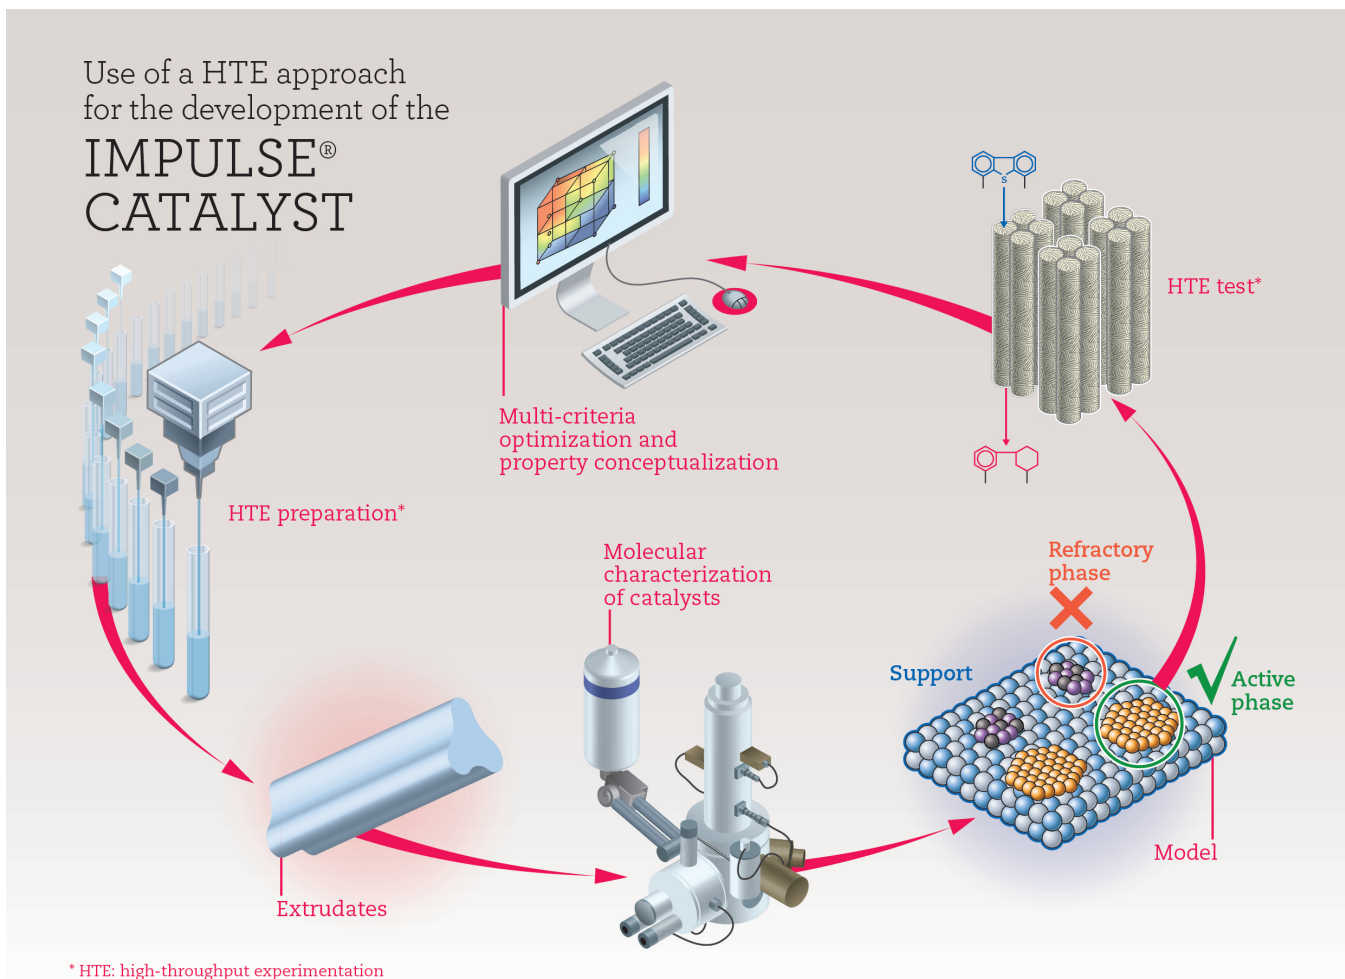 Use of a HTE approach
for the development of the
IMPULSE®
CATALYST
S
HTE test*
Multi-criteria
optimization and
property conceptualization
HTE preparation*
Molecular
characterization
of catalysts
Refractory
phase
Support
Active
phase
Model
Extrudates
* HTE: high-throughput experimentation